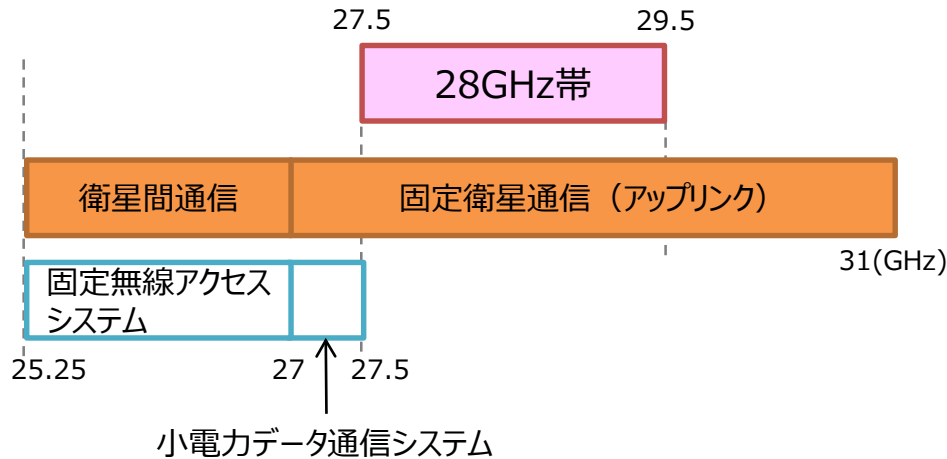 27.5
29.5
28GHz帯
衛星間通信
固定衛星通信（アップリンク）
31(GHz)
固定無線アクセス
システム
25.25
27
27.5
小電力データ通信システム